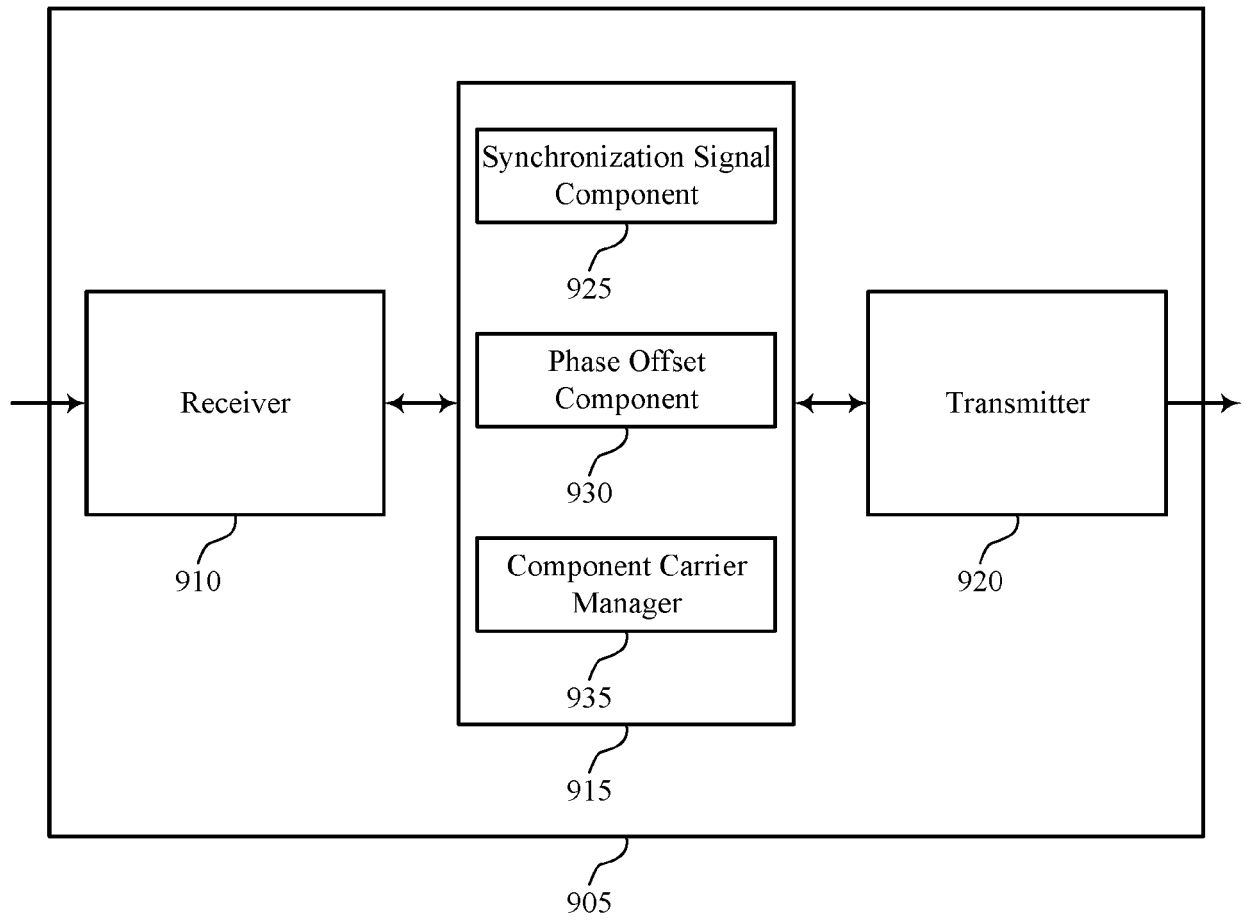 Synchronization Signal
Component
925
Receiver
910
Phase Offset
Component
930
Transmitter
920
Component Carrier
Manager
935
915
905